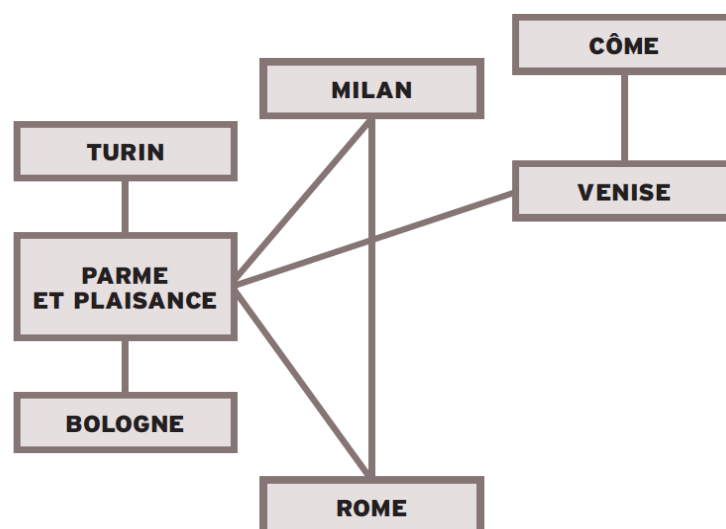 CÔME
MILAN
TURIN
VENISE
PARME
ET PLAISANCE
BOLOGNE
ROME